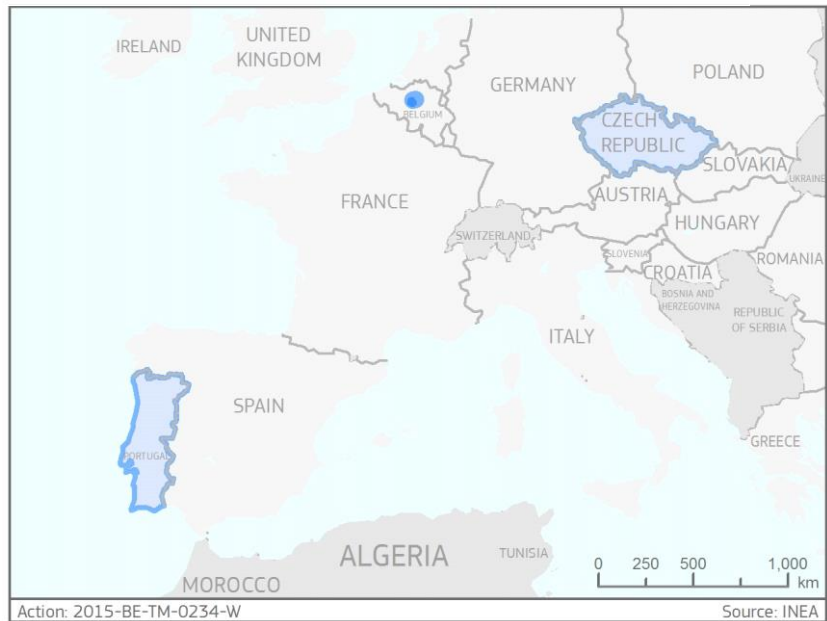 IRELAND
UNITED
KINGDOM
POLAND
GERMANY
BELGIUM
CZECH
REPUBLIC
SLOVAKIA
UKRAINE
AUSTRIA
FRANCE
HUNGARY
SWITZERLAND
SLOVENIA
ROMANIA
CROATIA
BOSNIA AND
HERZEGOVINA
REPUBLIC
OF SERBIA
ITALY
SPAIN
GREECE
PORTUGAL
ALGERIA
TUNISIA
MOROCCO
0 250 500 1,000
km
Action: 2015-BE-TM-0234-W
Source: INEA